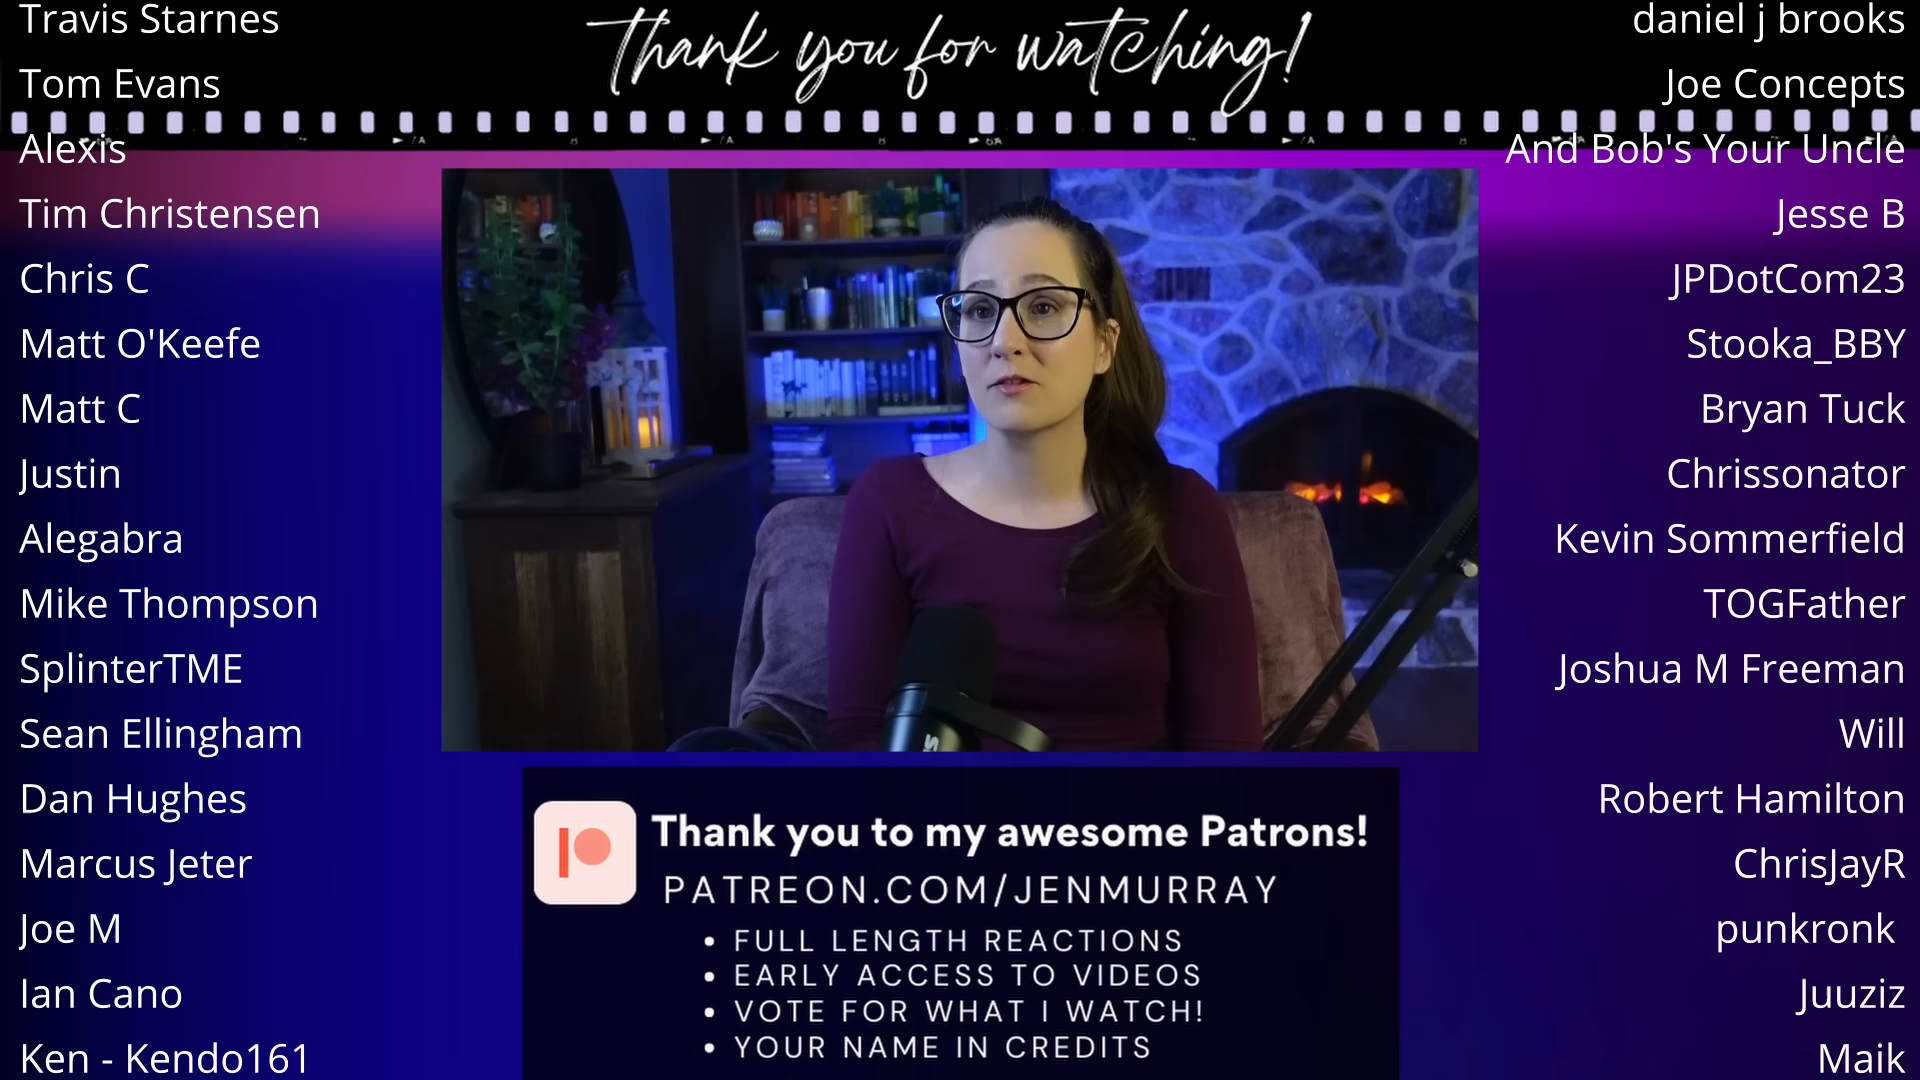 Thank you for watching!
Travis Starnes
Tom Evans
Alexis
Tim Christensen
Chris C
Matt O'Keefe
Matt C
Justin
Alegabra
Mike Thompson
SplinterTME
Sean Ellingham
Dan Hughes
Marcus Jeter
Joe M
Ian Cano
Ken - Kendo161
daniel j brooks
Joe Concepts
And Bob's Your Uncle
Jesse B
JPDotCom23
Stooka_BBY
Bryan Tuck
Chrissonator
Kevin Sommerfield
TOGFather
Joshua M Freeman
Will
Robert Hamilton
ChrisJayR
punkronk
Juuziz
Maik
Thank you to my awesome Patrons!
PATREON.COM/JENMURRAY
• FULL LENGTH REACTIONS
• EARLY ACCESS TO VIDEOS
• VOTE FOR WHAT I WATCH!
• YOUR NAME IN CREDITS